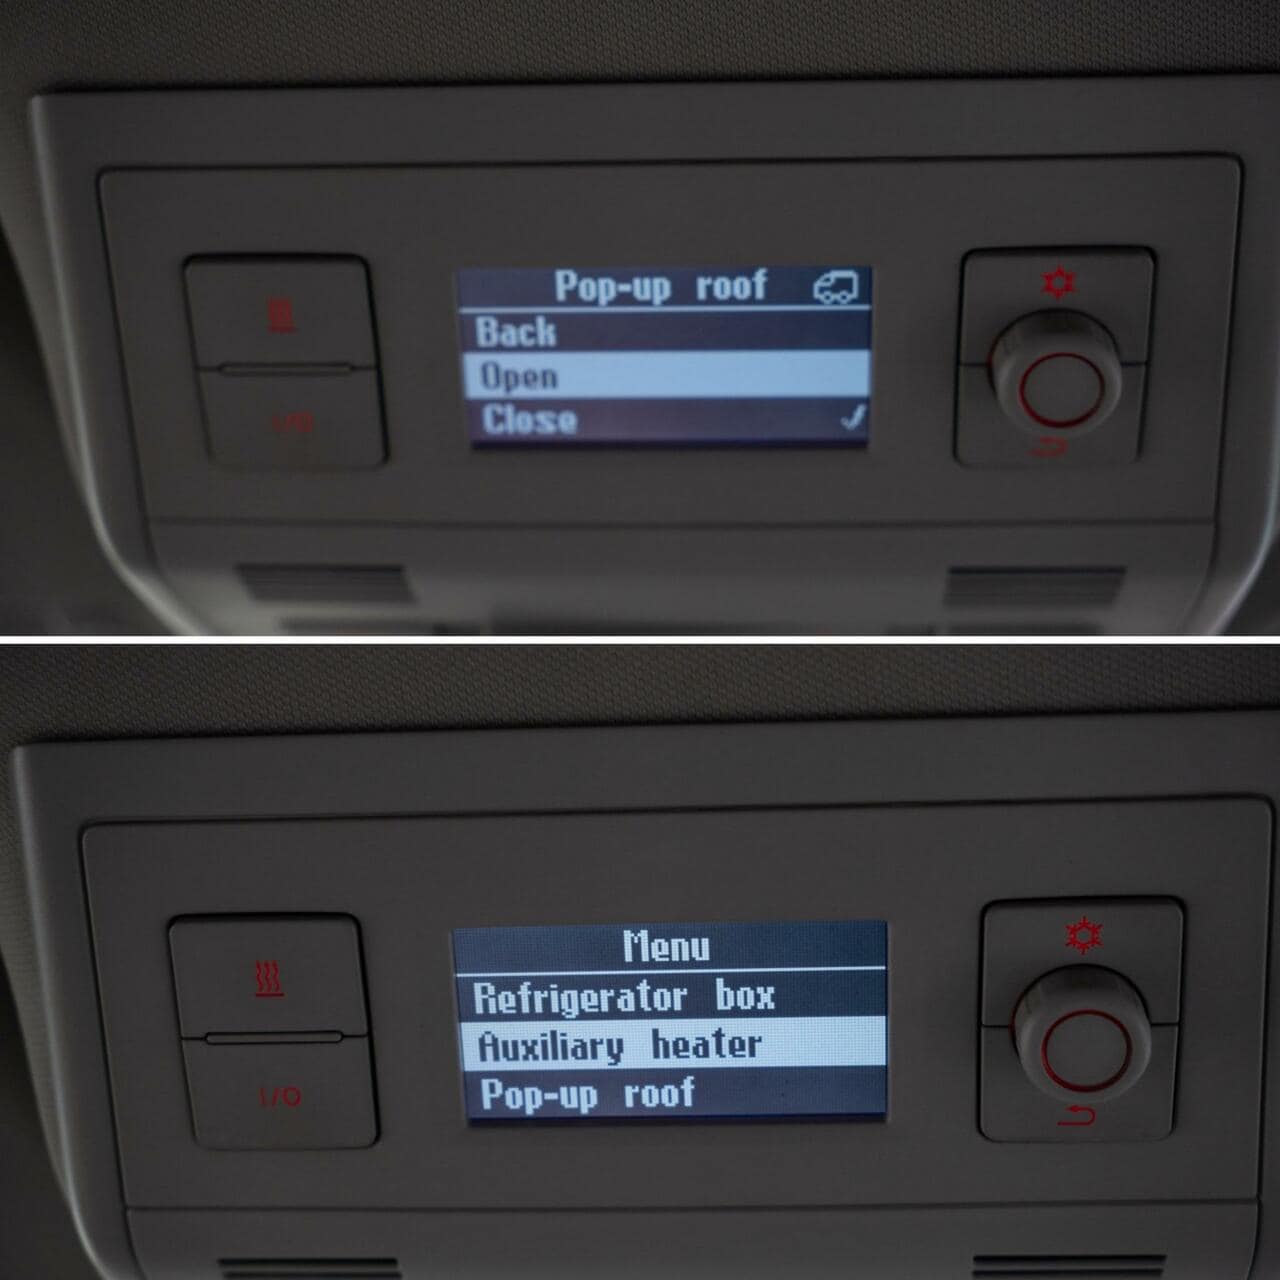 Pop-up roof
Back
Open
Close
I/O
Menu
Refrigerator box
Auxiliary heater
Pop-up roof
I/O